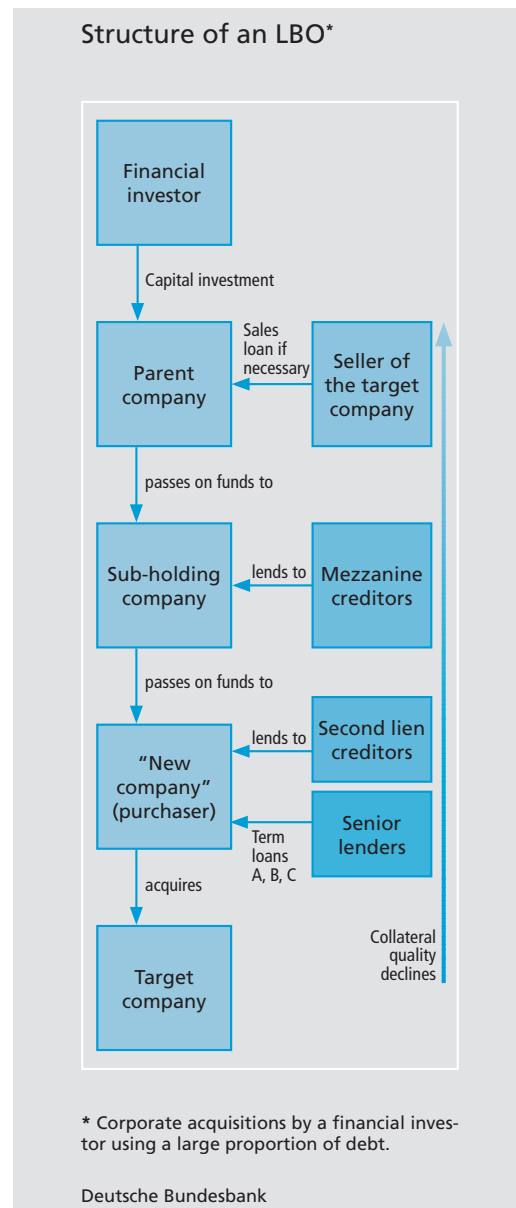 Structure of an LBO*
Financial
investor
Capital investment
Parent
company
Sales
loan if
necessary
Seller of
the target
company
passes on funds to
Sub-holding
company
lends to
Mezzanine
creditors
passes on funds to
“New
company”
(purchaser)
lends to
Second lien
creditors
Term
loans
A, B, C
Senior
lenders
acquires
Target
company
Collateral
quality
declines
* Corporate acquisitions by a financial inves-
tor using a large proportion of debt.
Deutsche Bundesbank